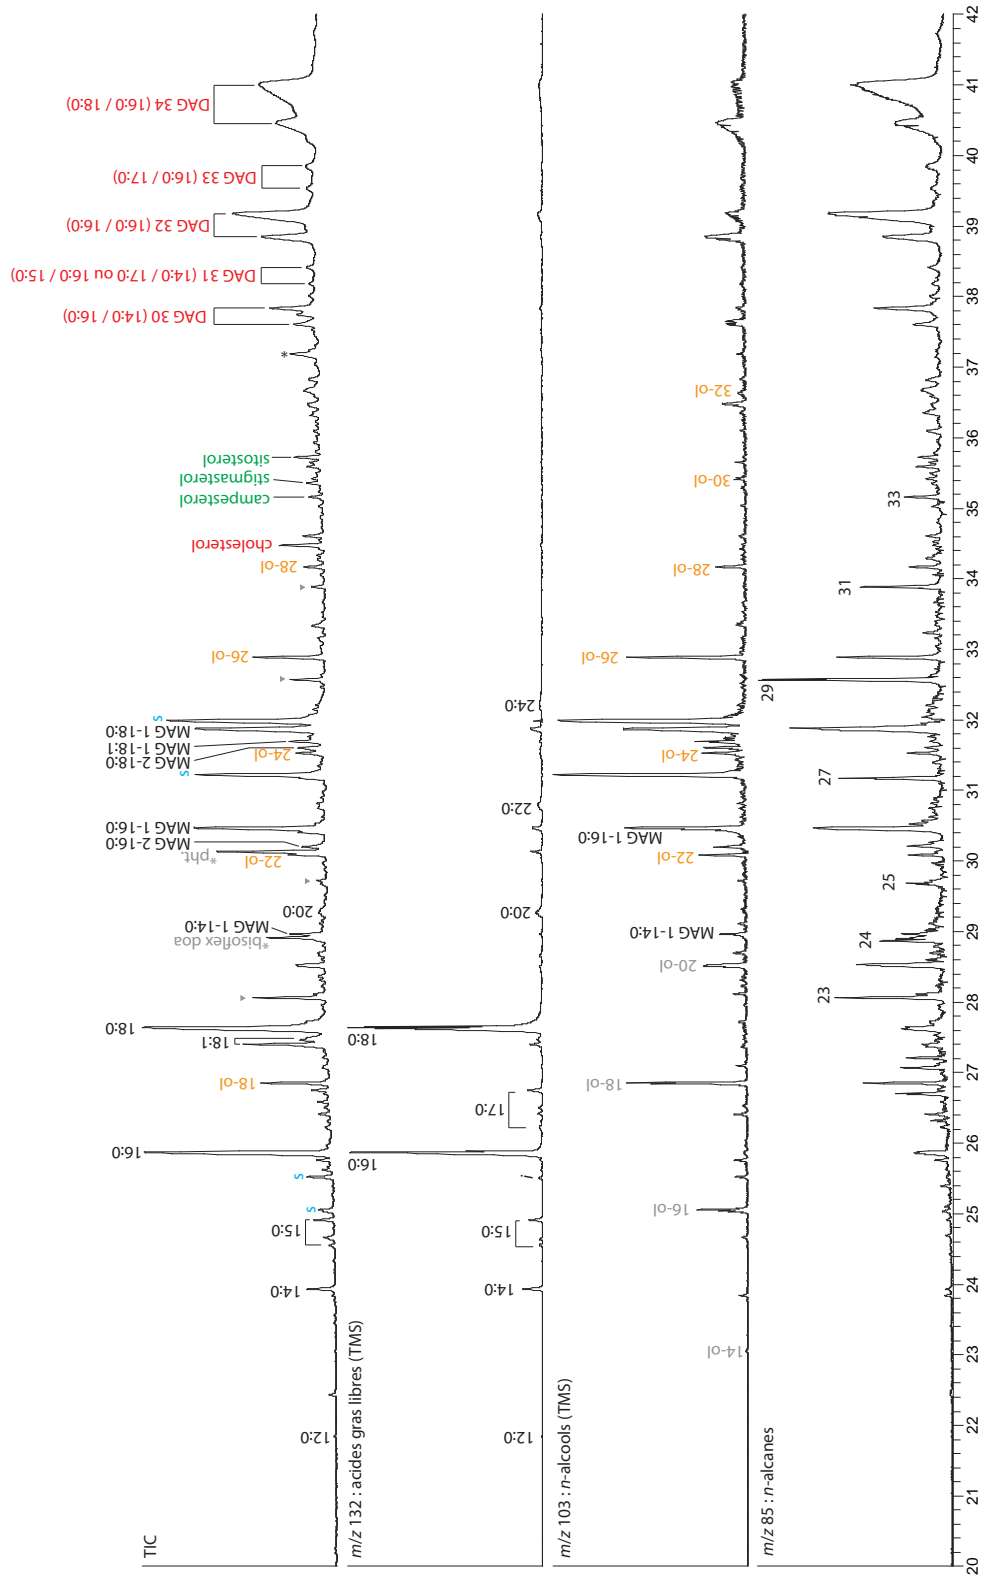 TIC
12:0
14:0
15:0
s
s
16:0
18-ol
18:1
18:0
*bisoflex doa
MAG 1-14:0
20:0
22-ol
*pht.
MAG 2-16:0
MAG 1-16:0
s
24-ol
MAG 2-18:0
MAG 1-18:1
MAG 1-18:0
s
26-ol
28-ol
cholesterol
campesterol
stigmasterol
sitosterol
*
DAG 30 (14:0 / 16:0)
DAG 31 (14:0 / 17:0 ou 16:0 / 15:0)
DAG 32 (16:0 / 16:0)
DAG 33 (16:0 / 17:0)
DAG 34 (16:0 / 18:0)
m/z 132 : acides gras libres (TMS)
12:0
14:0
15:0
i
16:0
17:0
18:0
20:0
22:0
24:0
m/z 103 : n-alcools (TMS)
14-ol
16-ol
18-ol
20-ol
MAG 1-14:0
22-ol
MAG 1-16:0
24-ol
26-ol
28-ol
30-ol
32-ol
m/z 85 : n-alcanes
23
24
25
27
29
31
33
20 21 22 23 24 25 26 27 28 29 30 31 32 33 34 35 36 37 38 39 40 41 42